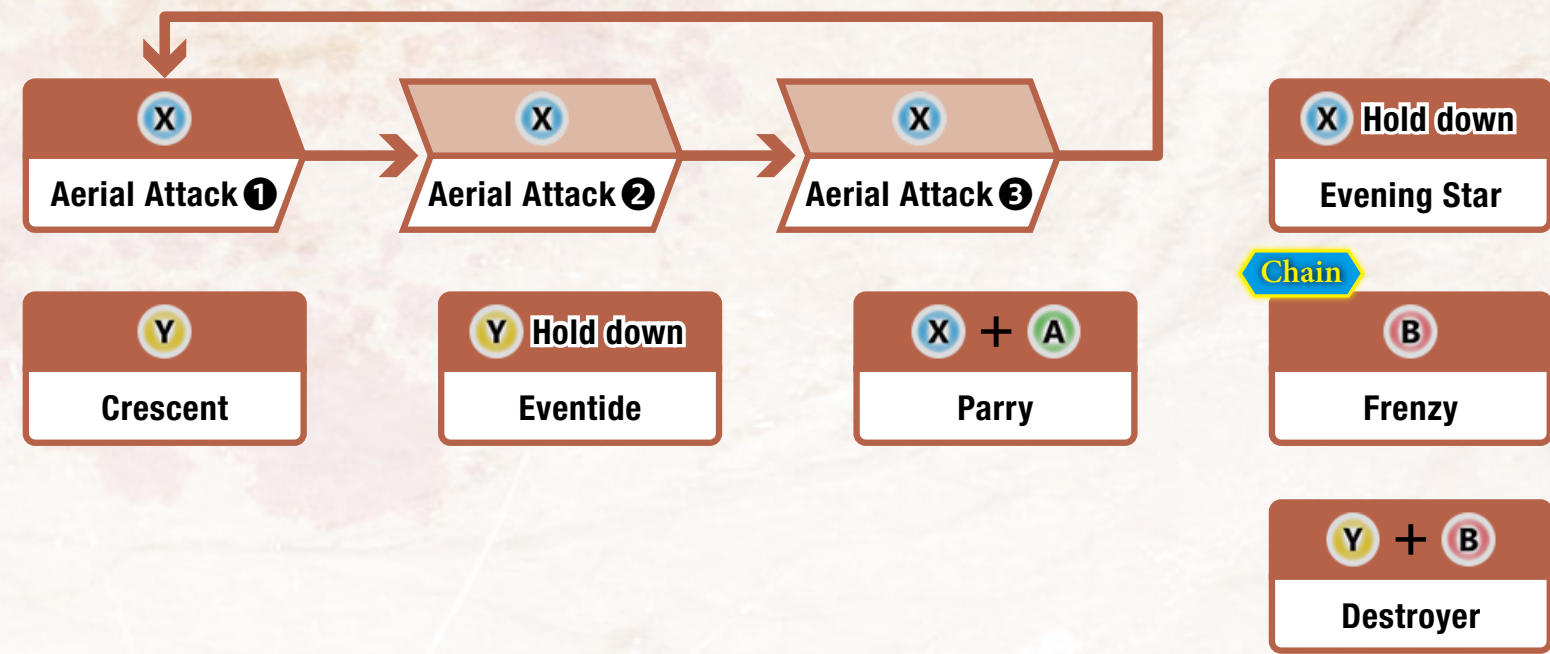 X
X
X
X Hold down
Aerial Attack ❶
Aerial Attack ❷
Aerial Attack ❸
Evening Star
Chain
Y
Y Hold down
X + A
B
Crescent
Eventide
Parry
Frenzy
Y + B
Destroyer